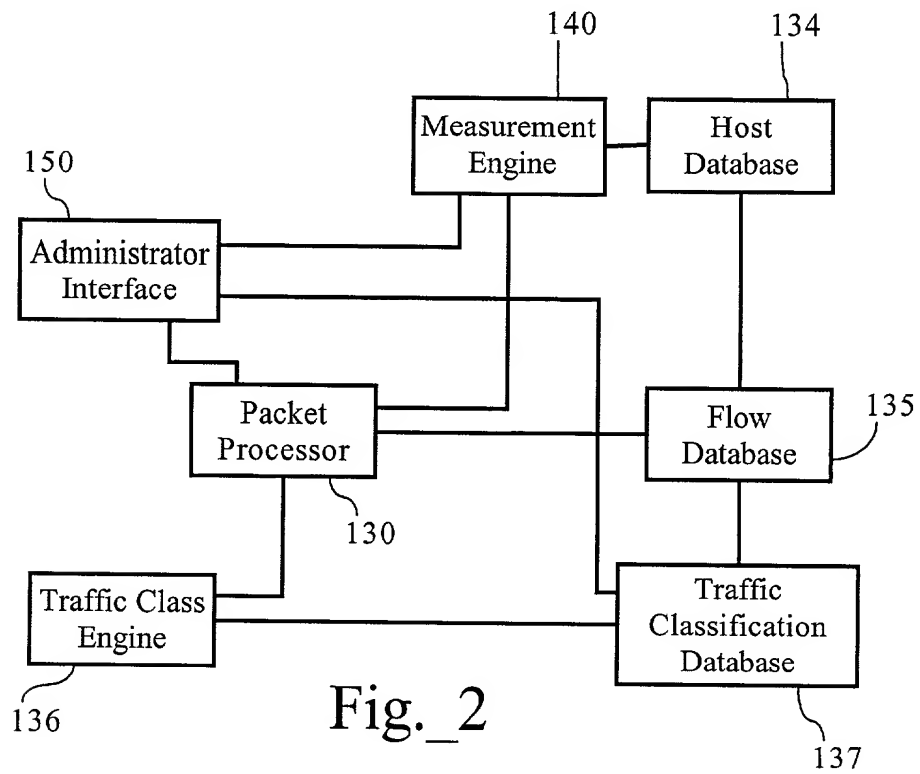 140
134
Measurement
Engine
Host
Database
150
Administrator
Interface
Packet
Processor
130
Flow
Database
135
Traffic Class
Engine
136
Traffic
Classification
Database
137
Fig._2